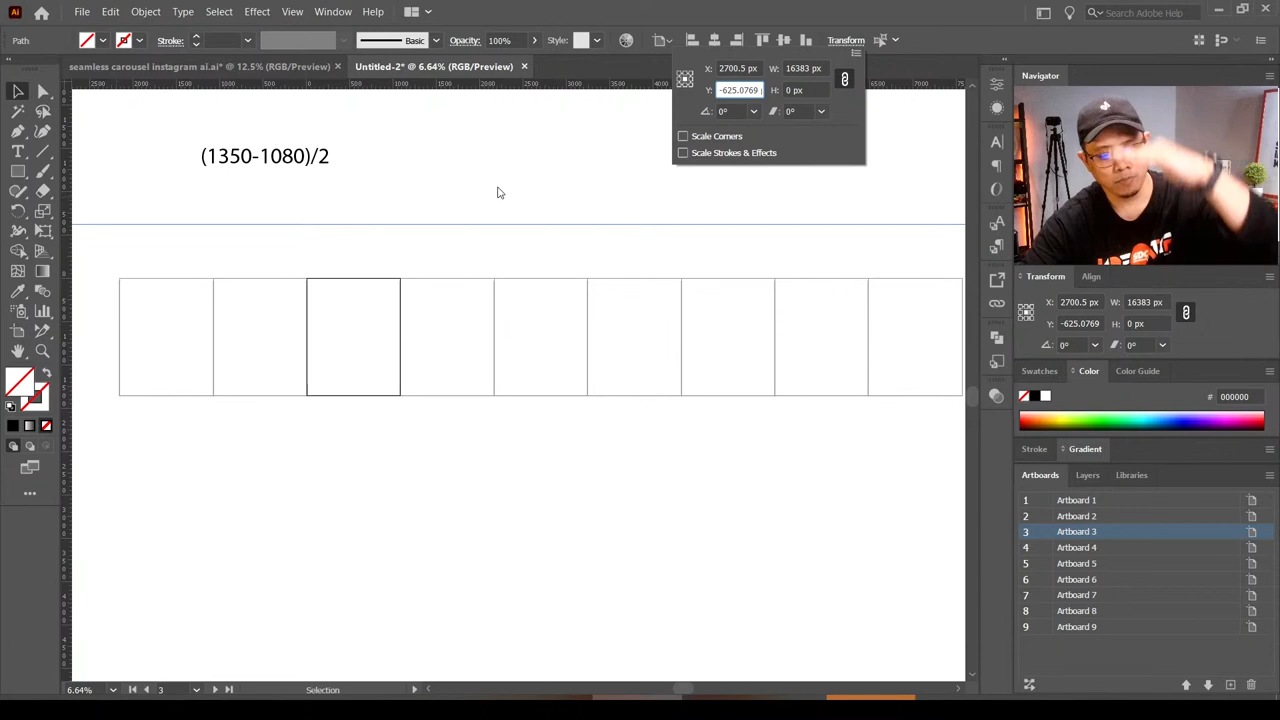 Ai File Edit Object Type Select Effect View Window Help Search Adobe Help
Path Stroke: Basic Opacity: 100% Style: Transform
seamless carousel instagram ai.ai* @ 12.5% (RGB/Preview) × Untitled-2* @ 6.64% (RGB/Preview) ×
X: 2700.5 px W: 16383 px
Y: -625.0769 H: 0 px
0° 0°
Scale Corners
Scale Strokes & Effects
(1350-1080)/2
Navigator
Transform Align
X: 2700.5 px W: 16383 px
Y: -625.0769 H: 0 px
0° 0°
Swatches Color Color Guide
# 000000
Stroke Gradient
Artboards Layers Libraries
1 Artboard 1
2 Artboard 2
3 Artboard 3
4 Artboard 4
5 Artboard 5
6 Artboard 6
7 Artboard 7
8 Artboard 8
9 Artboard 9
6.64% 3 Selection